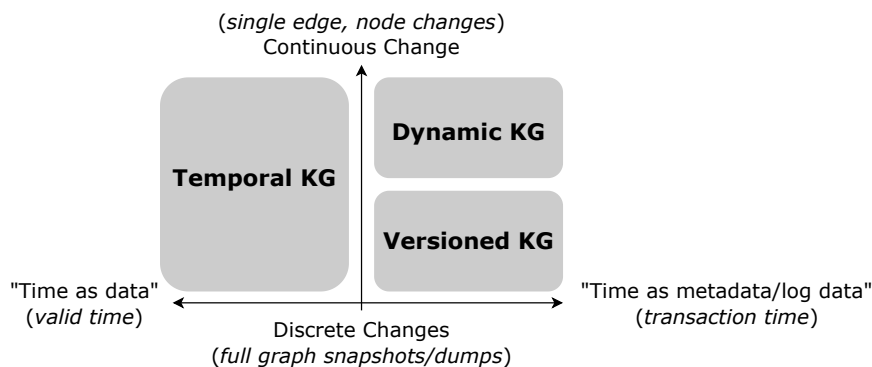 (single edge, node changes)
Continuous Change
Dynamic KG
Temporal KG
Versioned KG
"Time as data"
(valid time)
"Time as metadata/log data"
(transaction time)
Discrete Changes
(full graph snapshots/dumps)